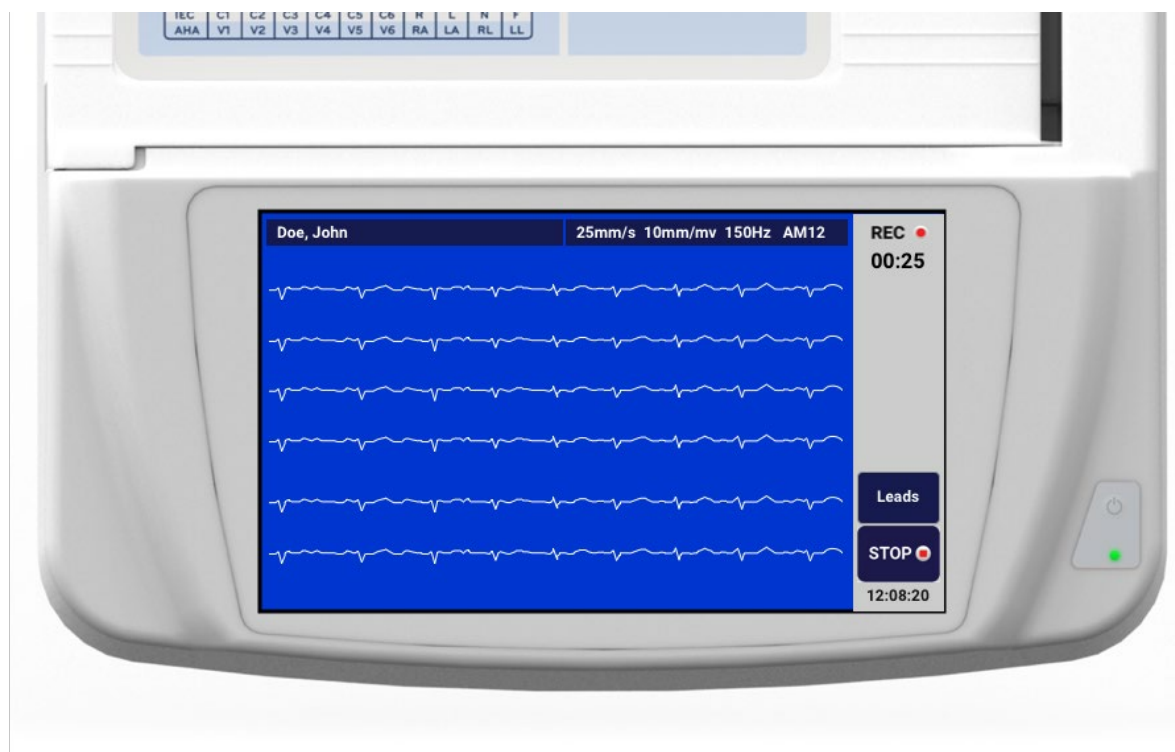 IEC C1 C2 C3 C4 C5 C6 R L N F
AHA V1 V2 V3 V4 V5 V6 RA LA RL LL
Doe, John 25mm/s 10mm/mv 150Hz AM12
REC
00:25
Leads
STOP
12:08:20